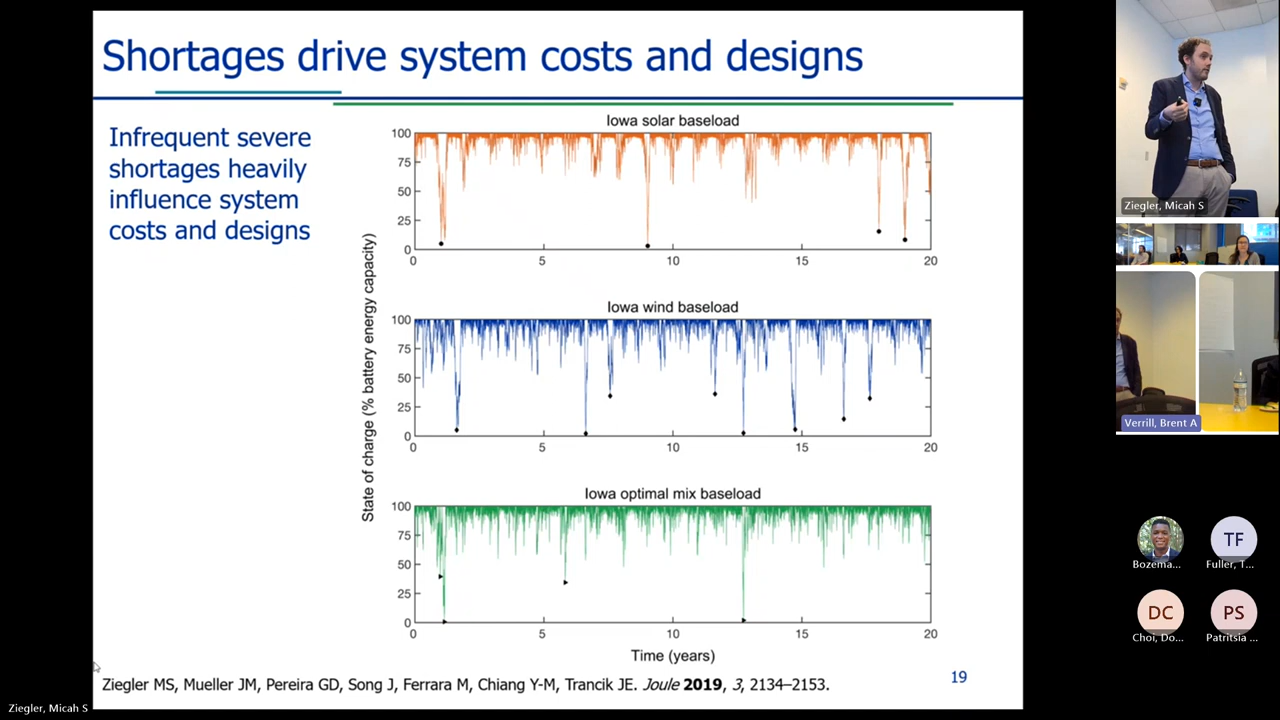 Shortages drive system costs and designs
Infrequent severe
shortages heavily
influence system
costs and designs
State of charge (% battery energy capacity)
Iowa solar baseload
100
75
50
25
0
0 5 10 15 20
Iowa wind baseload
100
75
50
25
0
0 5 10 15 20
Iowa optimal mix baseload
100
75
50
25
0
0 5 10 15 20
Time (years)
Ziegler MS, Mueller JM, Pereira GD, Song J, Ferrara M, Chiang Y-M, Trancik JE. Joule 2019, 3, 2134–2153.
19
Ziegler, Micah S
Ziegler, Micah S
Verrill, Brent A
Bozema...
TF
Fuller, T...
DC
Choi, Do...
PS
Patritsia ...